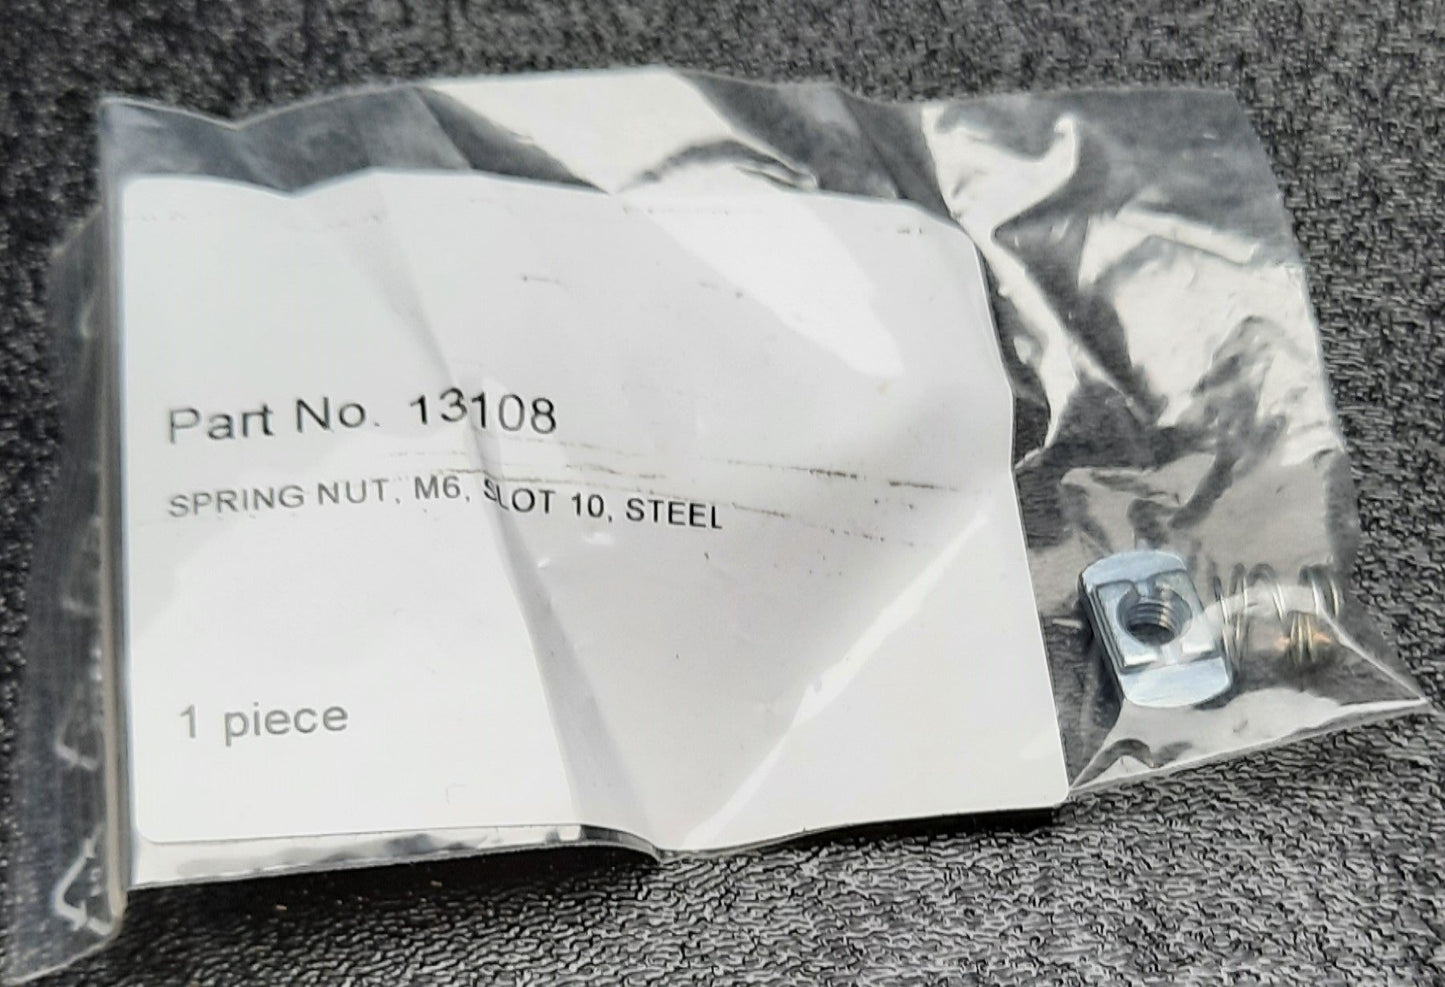 Part No. 13108
SPRING NUT, M6, SLOT 10, STEEL
1 piece